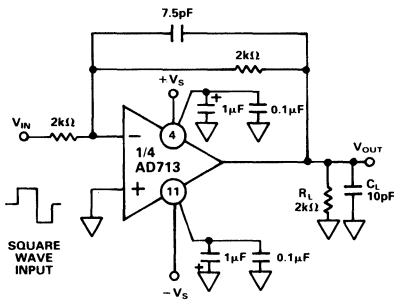 7.5pF
2kΩ
+VS
VIN
2kΩ
+
1μF
0.1μF
−
4
1/4
AD713
+
11
VOUT
RL
2kΩ
CL
10pF
SQUARE
WAVE
INPUT
1μF
0.1μF
+
−VS